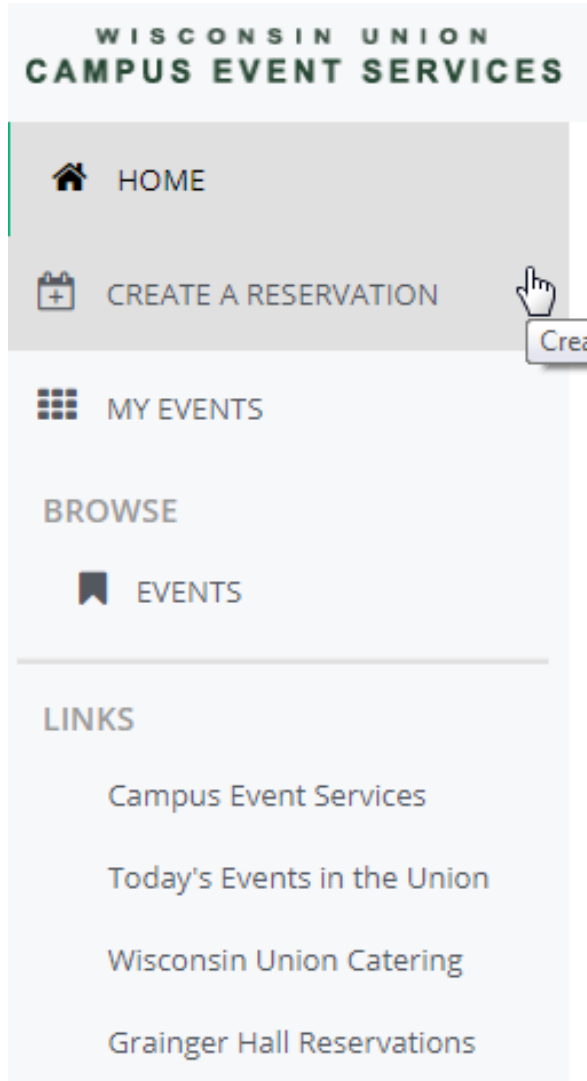 WISCONSIN UNION
CAMPUS EVENT SERVICES
HOME
CREATE A RESERVATION
MY EVENTS
BROWSE
EVENTS
LINKS
Campus Event Services
Today's Events in the Union
Wisconsin Union Catering
Grainger Hall Reservations